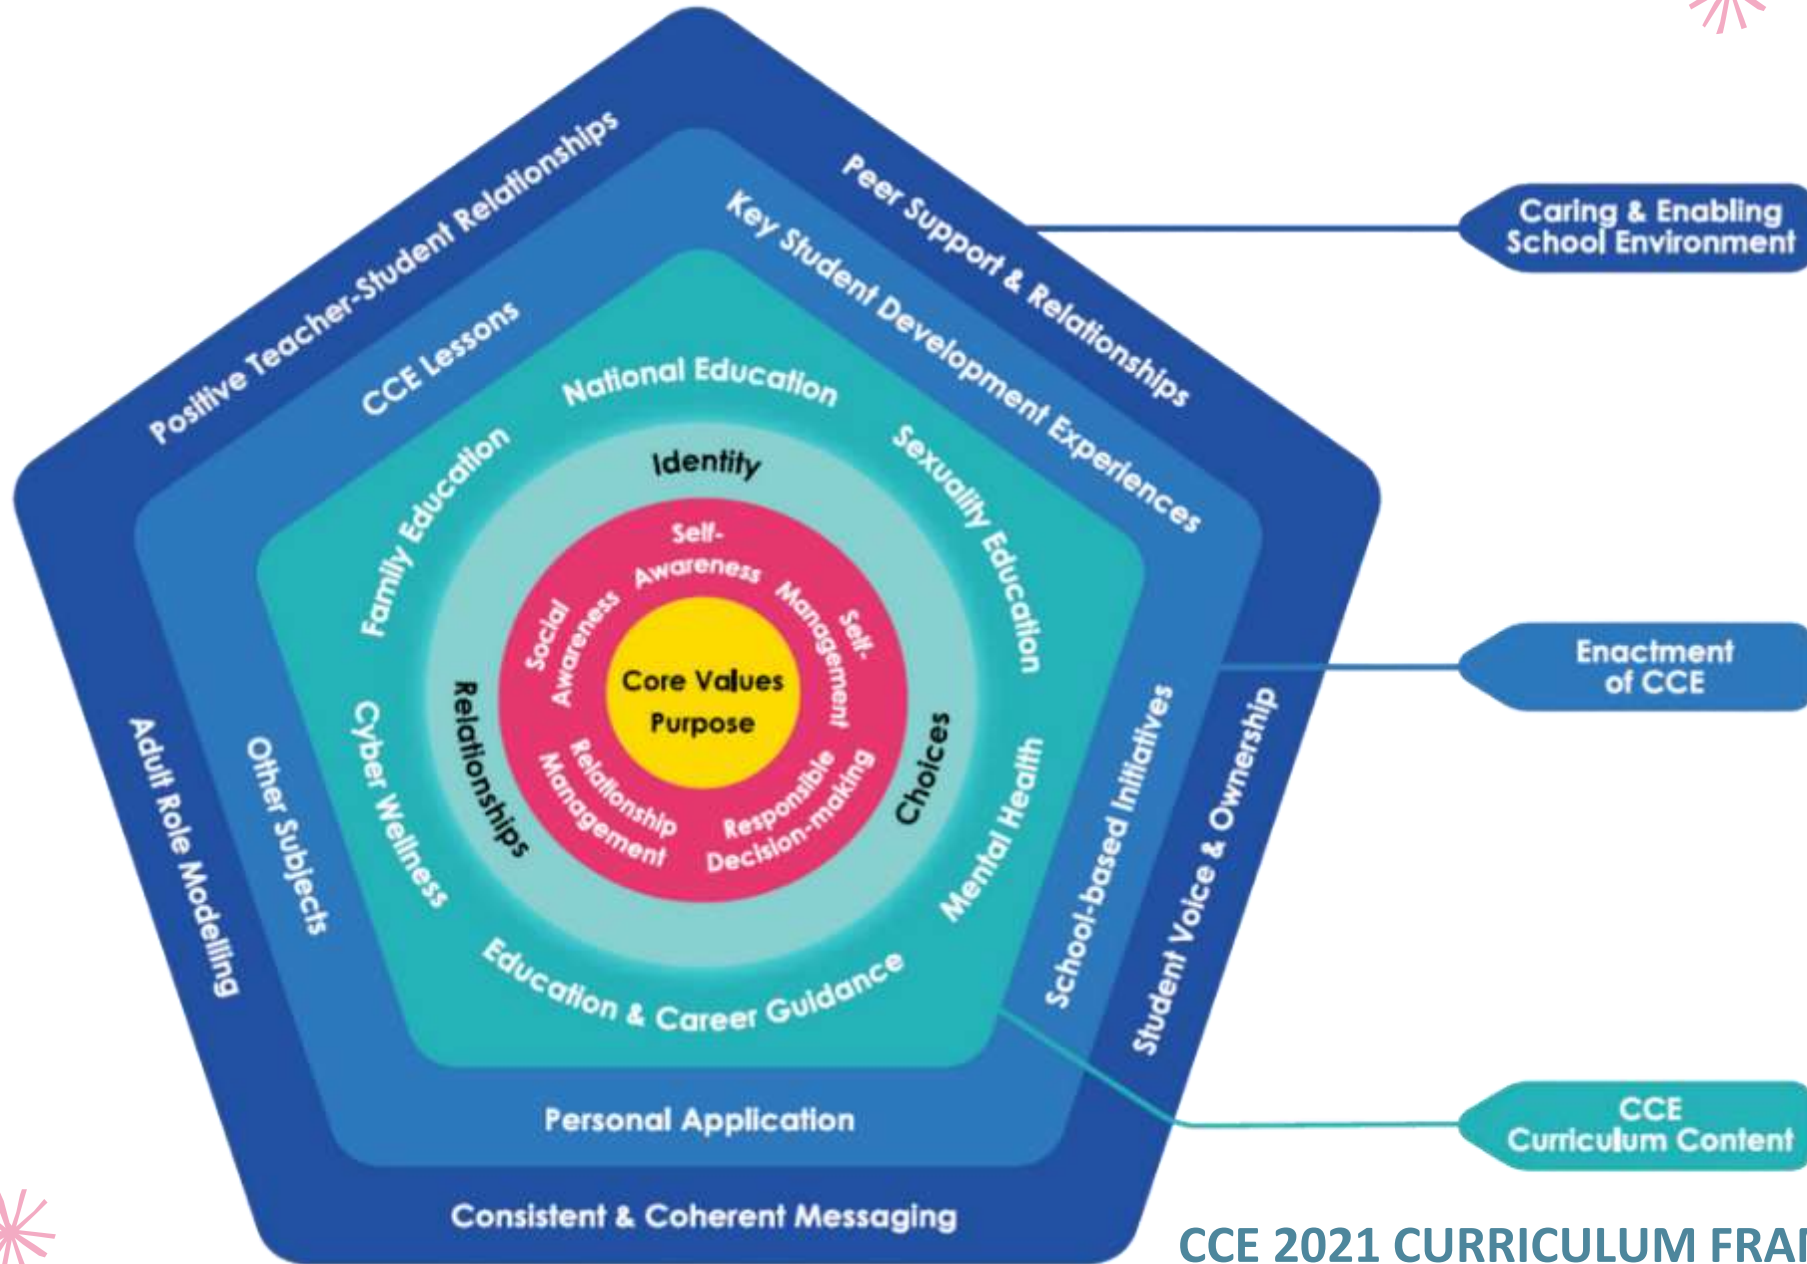 Positive Teacher-Student Relationships
Peer Support & Relationships
Student Voice & Ownership
Consistent & Coherent Messaging
Adult Role Modelling
CCE Lessons
Key Student Development Experiences
School-based Initiatives
Personal Application
Other Subjects
National Education
Sexuality Education
Mental Health
Education & Career Guidance
Cyber Wellness
Family Education
Identity
Choices
Relationships
Self-
Awareness
Self-
Management
Responsible
Decision-making
Relationship
Management
Social
Awareness
Core Values
Purpose
Caring & Enabling
School Environment
Enactment
of CCE
CCE
Curriculum Content
CCE 2021 CURRICULUM